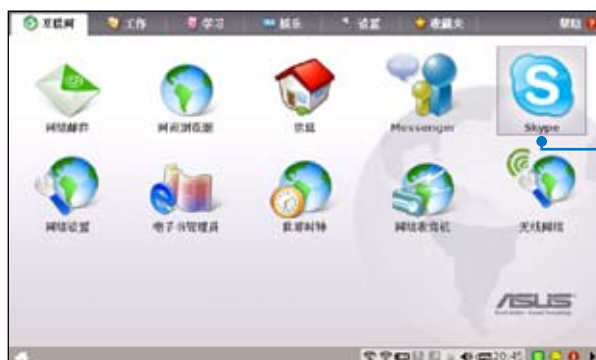 互联网 工作 学习 娱乐 设置 收藏夹 帮助
网络邮件 网页浏览器 信息 Messenger Skype
网络设置 电子书管理员 世界时钟 网络收音机 无线网络
ASUS
20:45